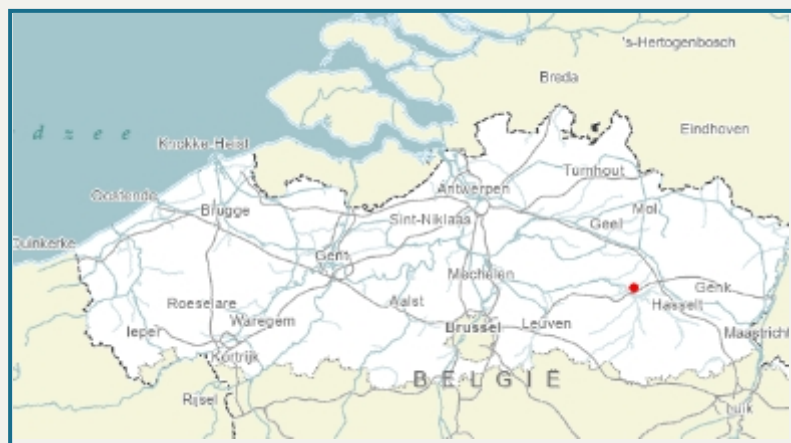 's-Hertogenbosch
Breda
Eindhoven
d z e e
Knokke-Heist
Turnhout
Antwerpen
Oostende
Mol
Brugge
Sint-Niklaas
Geel
Duinkerke
Gent
Mechelen
Genk
Roeselare
Aalst
Hasselt
Ieper
Waregem
Brussel
Leuven
Maastricht
Kortrijk
BELGIË
Rijsel
Luik